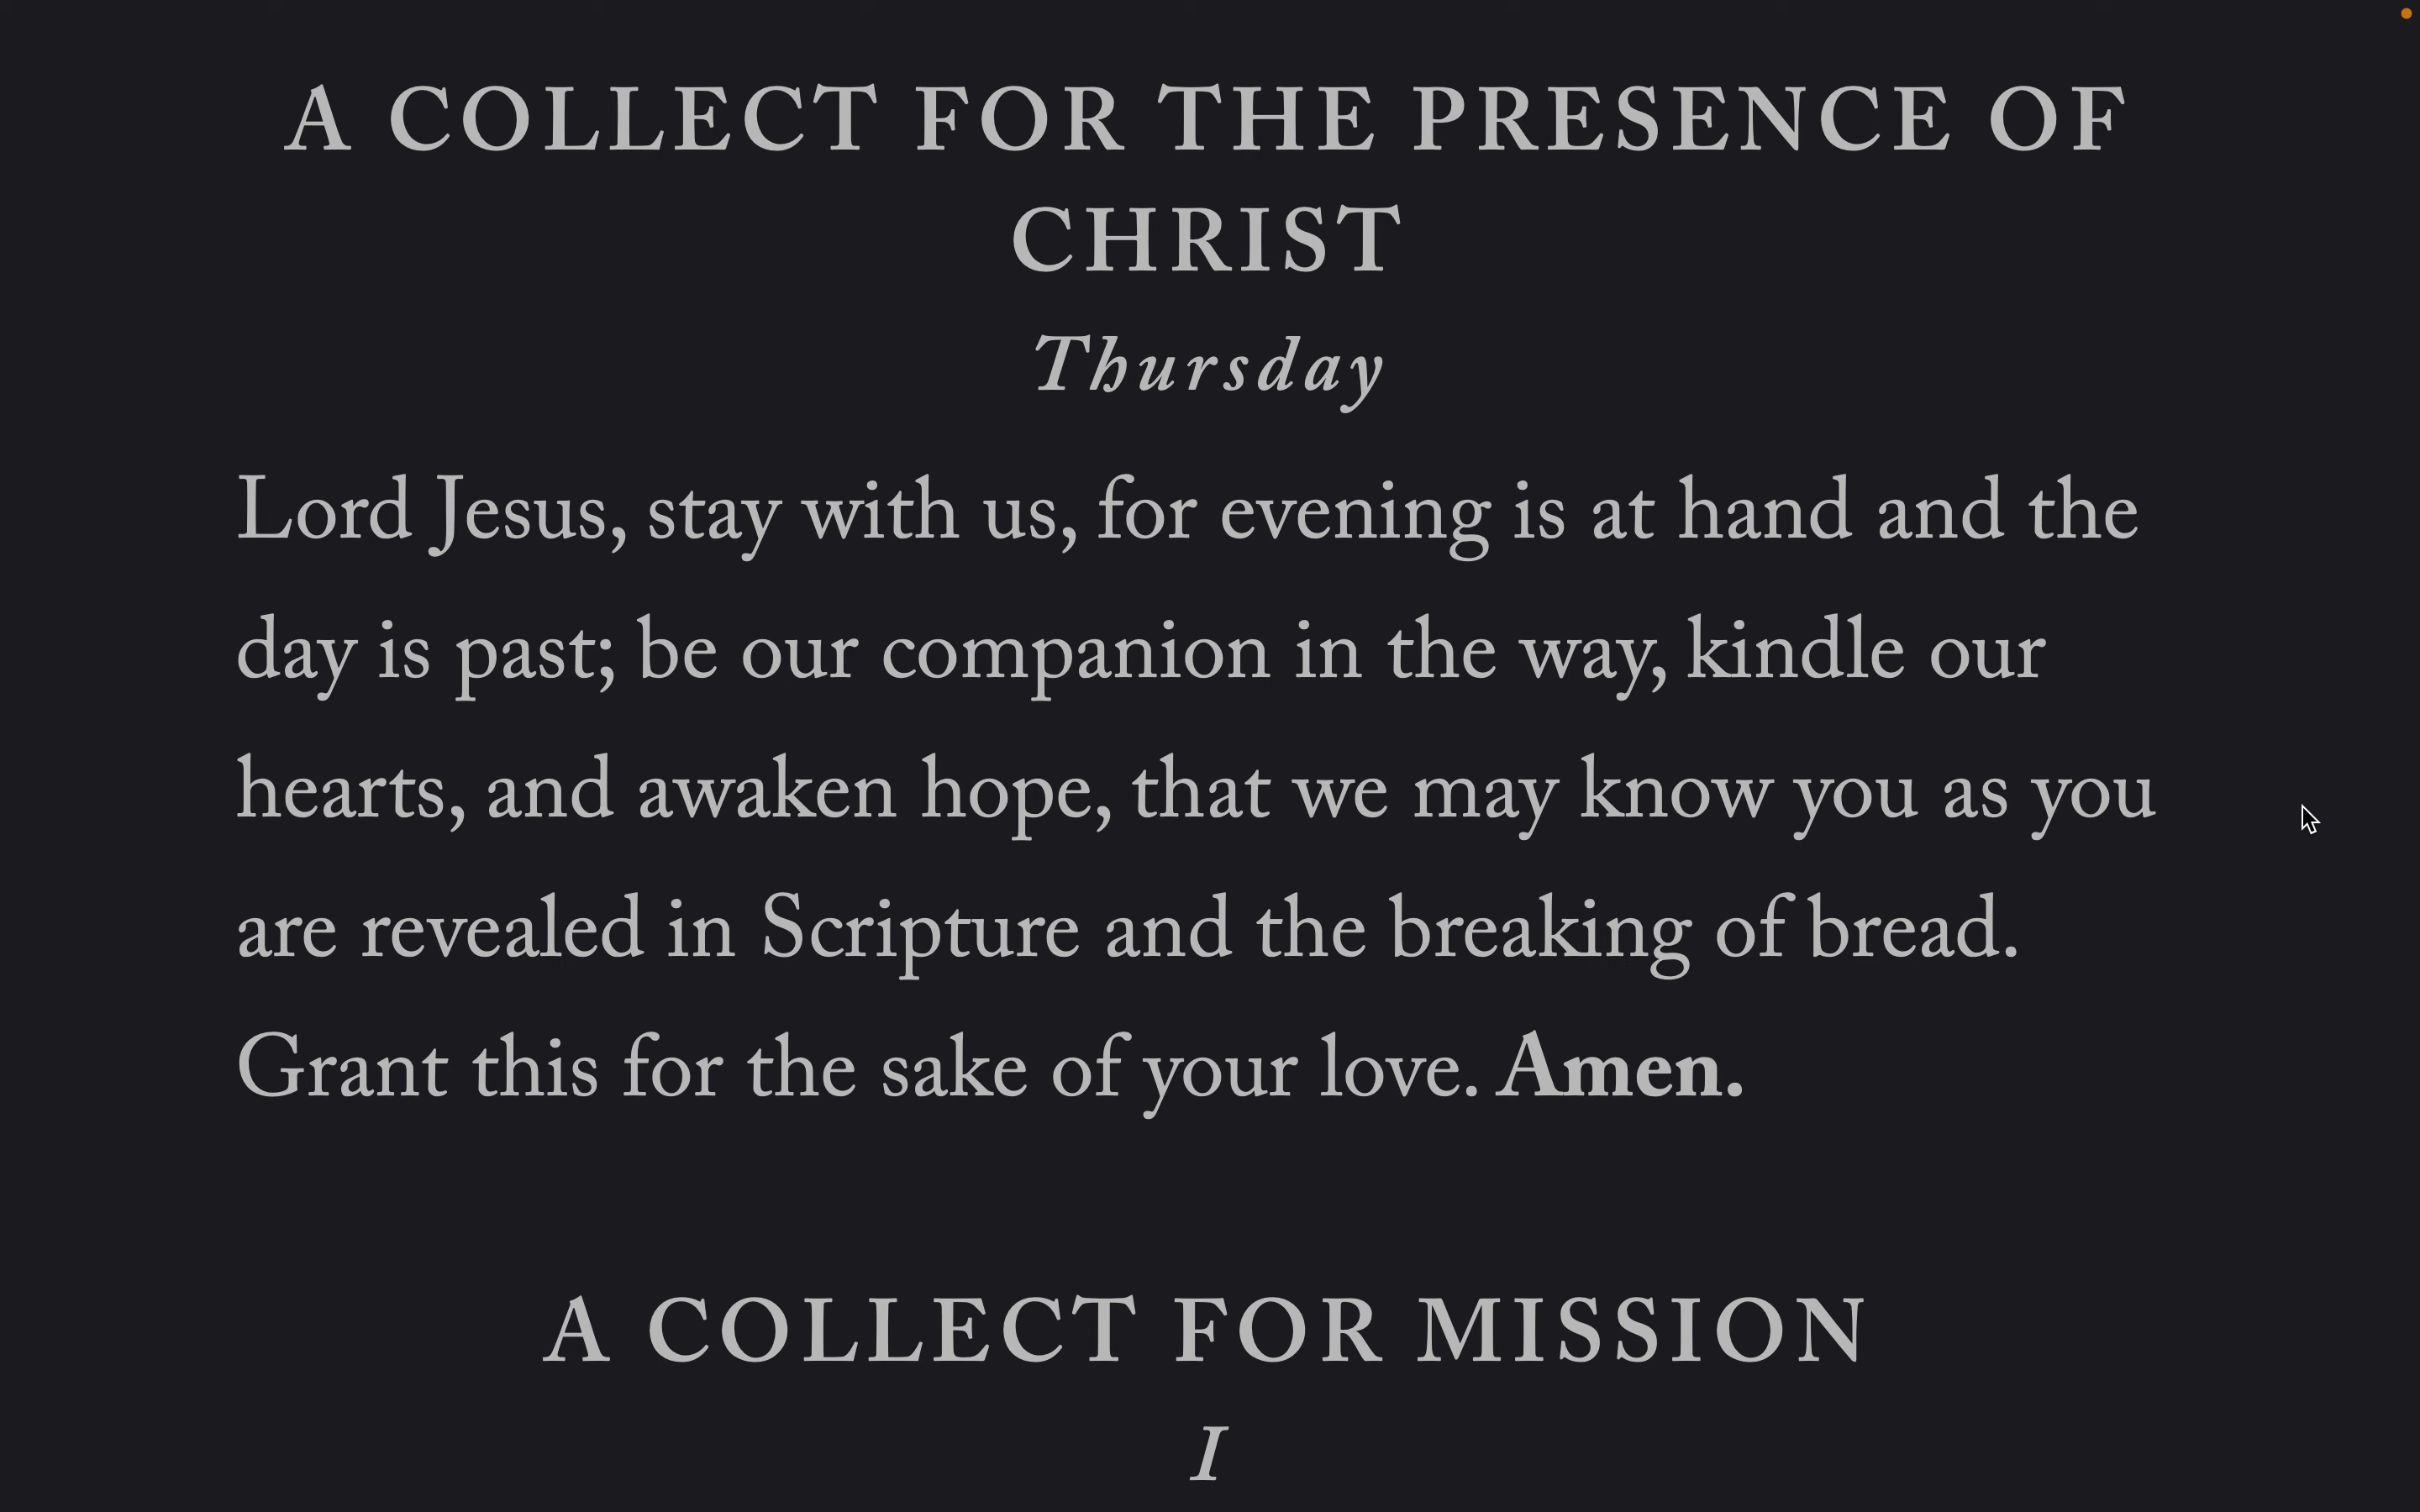 A COLLECT FOR THE PRESENCE OF
CHRIST
Thursday
Lord Jesus, stay with us, for evening is at hand and the
day is past; be our companion in the way, kindle our
hearts, and awaken hope, that we may know you as you
are revealed in Scripture and the breaking of bread.
Grant this for the sake of your love. Amen.
A COLLECT FOR MISSION
I